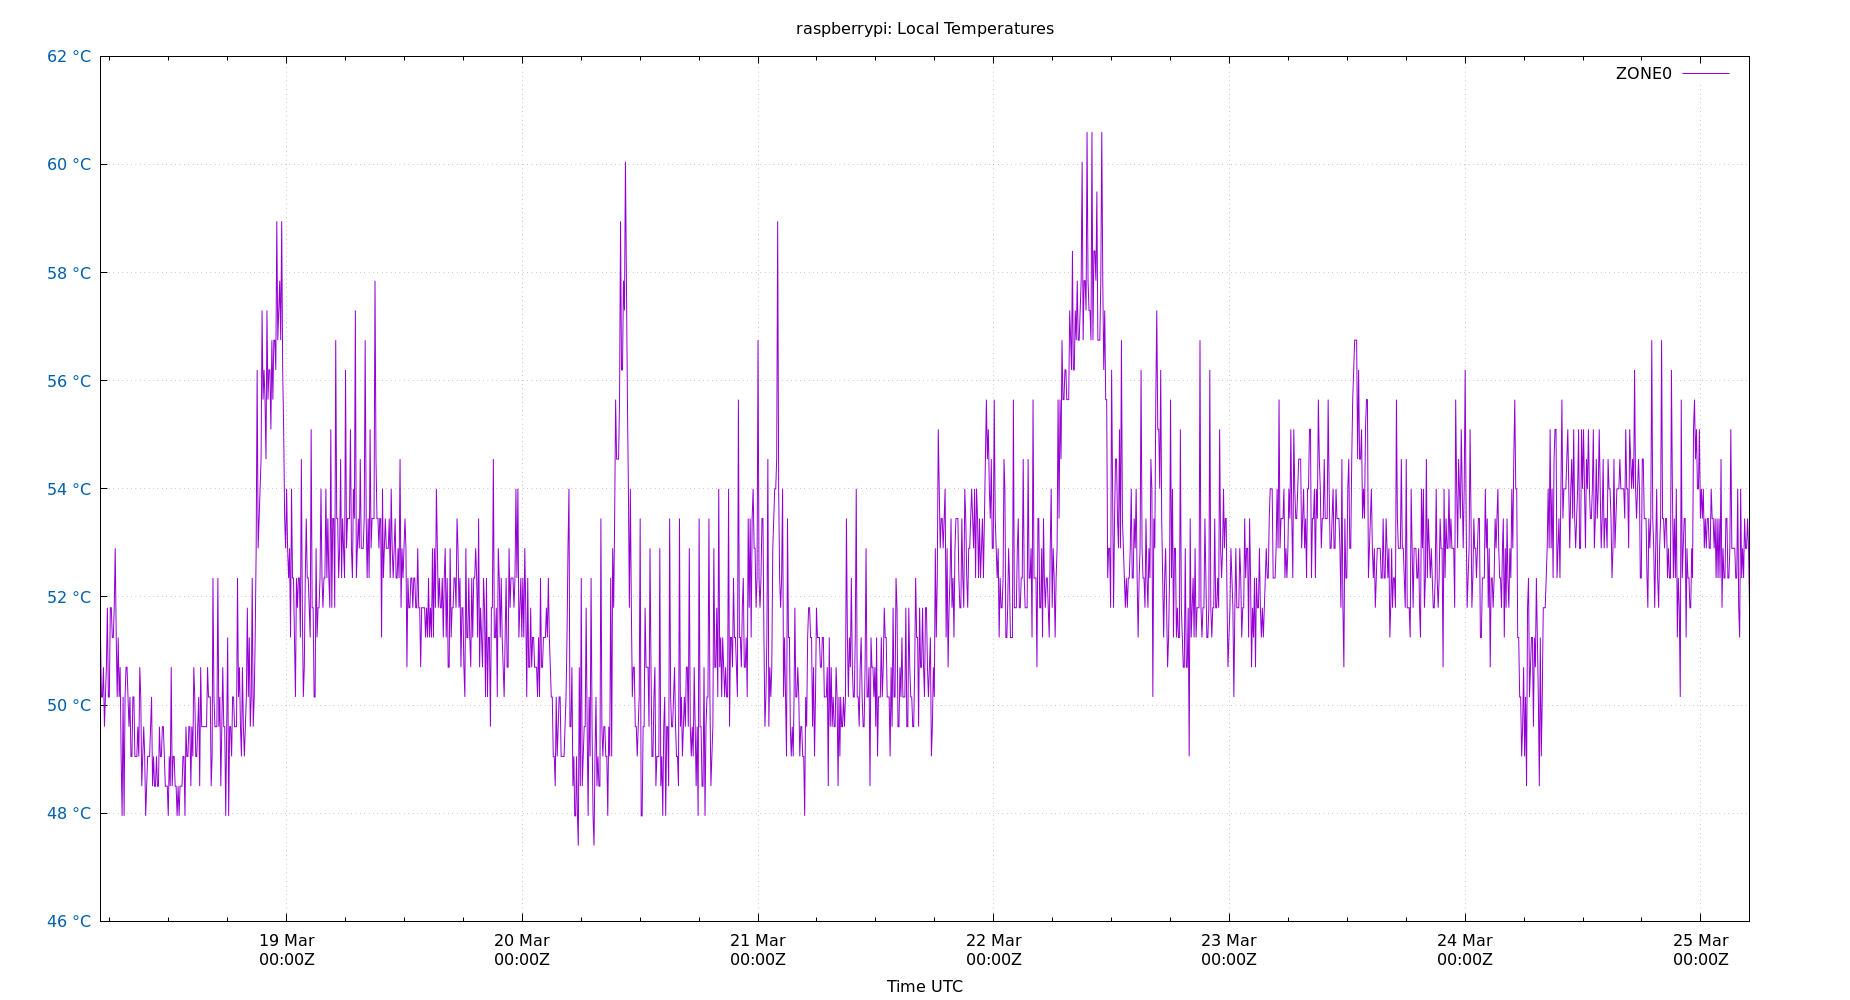 raspberrypi: Local Temperatures
62 °C
ZONE0
60 °C
58 °C
56 °C
54 °C
52 °C
50 °C
48 °C
46 °C
19 Mar 20 Mar 21 Mar 22 Mar 23 Mar 24 Mar 25 Mar
00:00Z 00:00Z 00:00Z 00:00Z 00:00Z 00:00Z 00:00Z
Time UTC